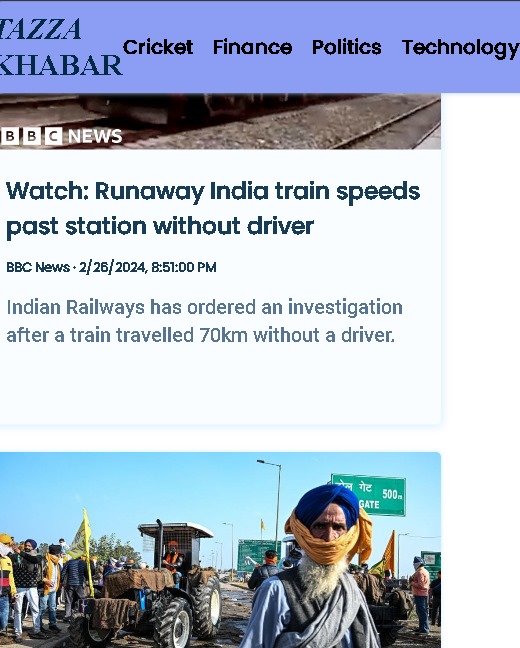 TAZZA
KHABAR
Cricket Finance Politics Technology
BBC NEWS
Watch: Runaway India train speeds
past station without driver
BBC News · 2/26/2024, 8:51:00 PM
Indian Railways has ordered an investigation
after a train travelled 70km without a driver.
गेट 500m
GATE